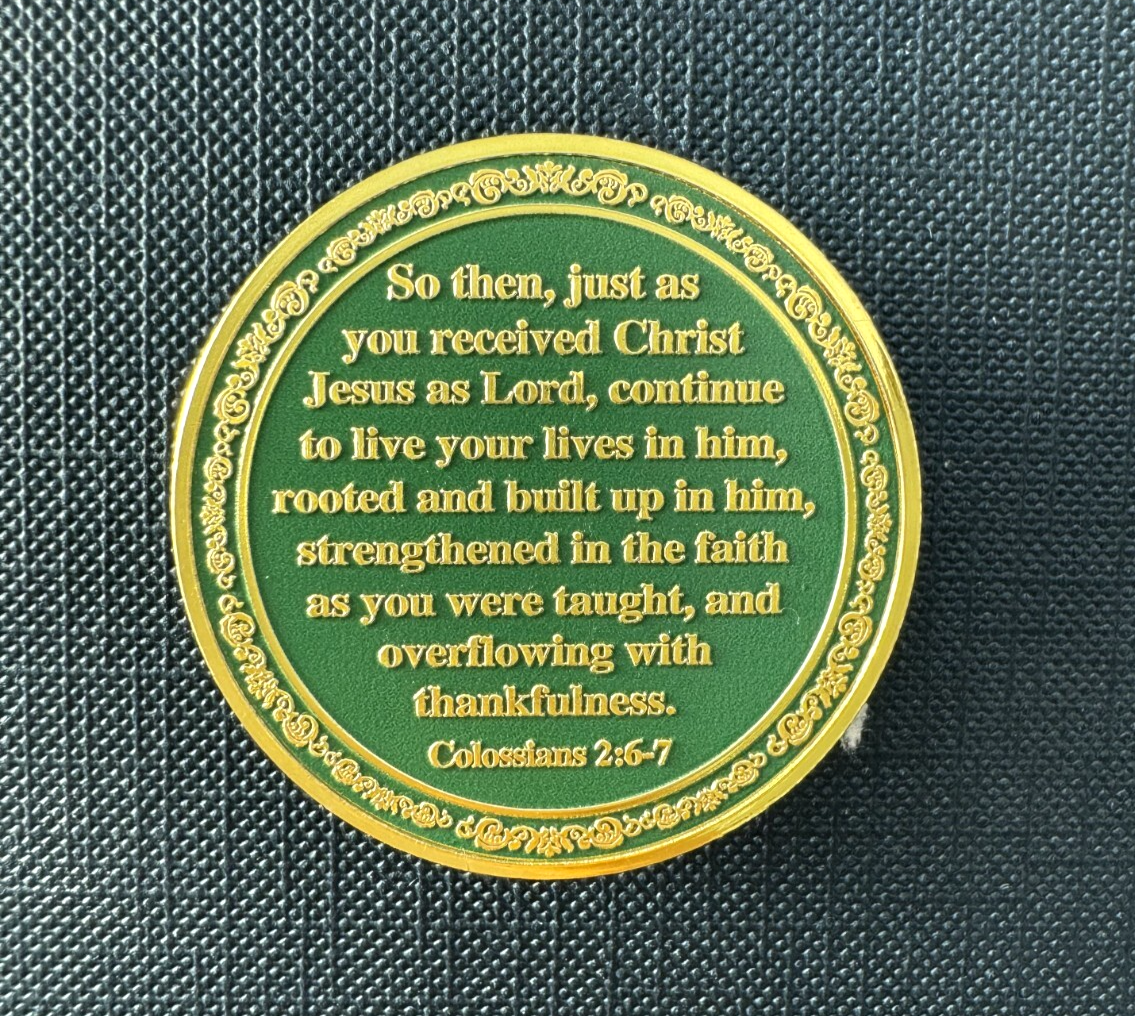 So then, just as
you received Christ
Jesus as Lord, continue
to live your lives in him,
rooted and built up in him,
strengthened in the faith
as you were taught, and
overflowing with
thankfulness.
Colossians 2:6-7